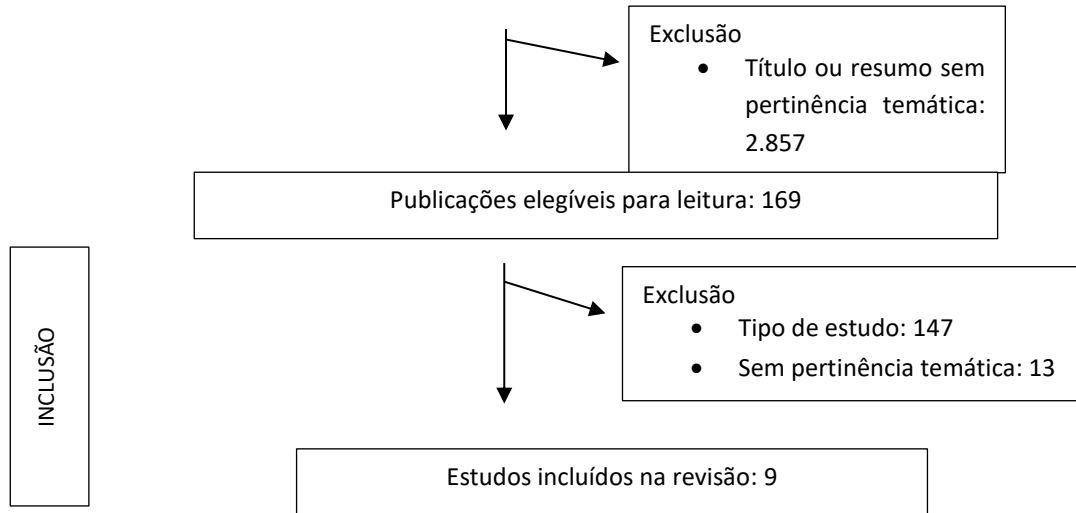 Exclusão
• Título ou resumo sem
pertinência temática:
2.857
Publicações elegíveis para leitura: 169
INCLUSÃO
Exclusão
• Tipo de estudo: 147
• Sem pertinência temática: 13
Estudos incluídos na revisão: 9